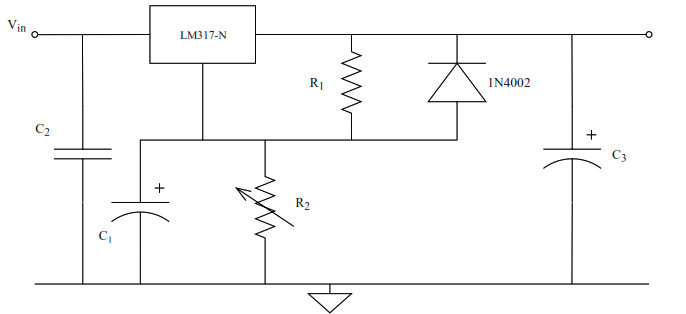 Vin
LM317-N
R1
1N4002
C2
+
C3
+
R2
C1